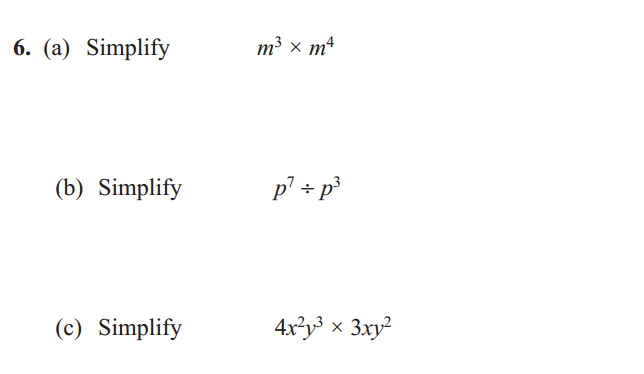 6. (a) Simplify m³ × m⁴
(b) Simplify p⁷ ÷ p³
(c) Simplify 4x²y³ × 3xy²